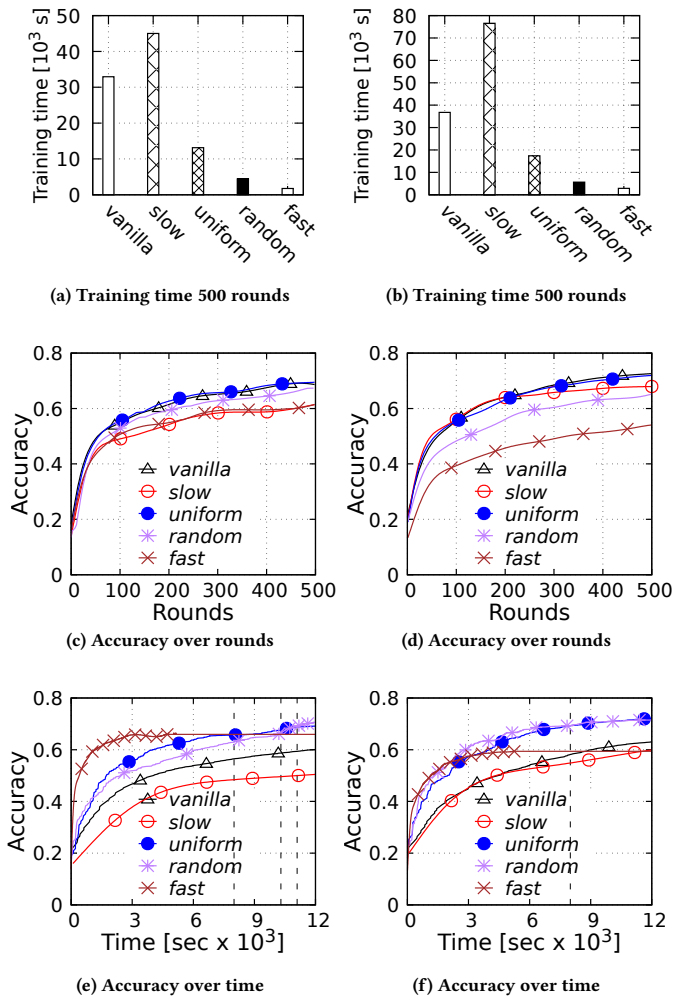 Training time [10³ s]
50
40
30
20
10
0
vanilla
slow
uniform
random
fast
(a) Training time 500 rounds
Training time [10³ s]
80
70
60
50
40
30
20
10
0
vanilla
slow
uniform
random
fast
(b) Training time 500 rounds
Accuracy
0.8
0.6
0.4
0.2
0
vanilla
slow
uniform
random
fast
0 100 200 300 400 500
Rounds
(c) Accuracy over rounds
Accuracy
0.8
0.6
0.4
0.2
0
vanilla
slow
uniform
random
fast
0 100 200 300 400 500
Rounds
(d) Accuracy over rounds
Accuracy
0.8
0.6
0.4
0.2
0
vanilla
slow
uniform
random
fast
0 3 6 9 12
Time [sec x 10³]
(e) Accuracy over time
Accuracy
0.8
0.6
0.4
0.2
0
vanilla
slow
uniform
random
fast
0 3 6 9 12
Time [sec x 10³]
(f) Accuracy over time